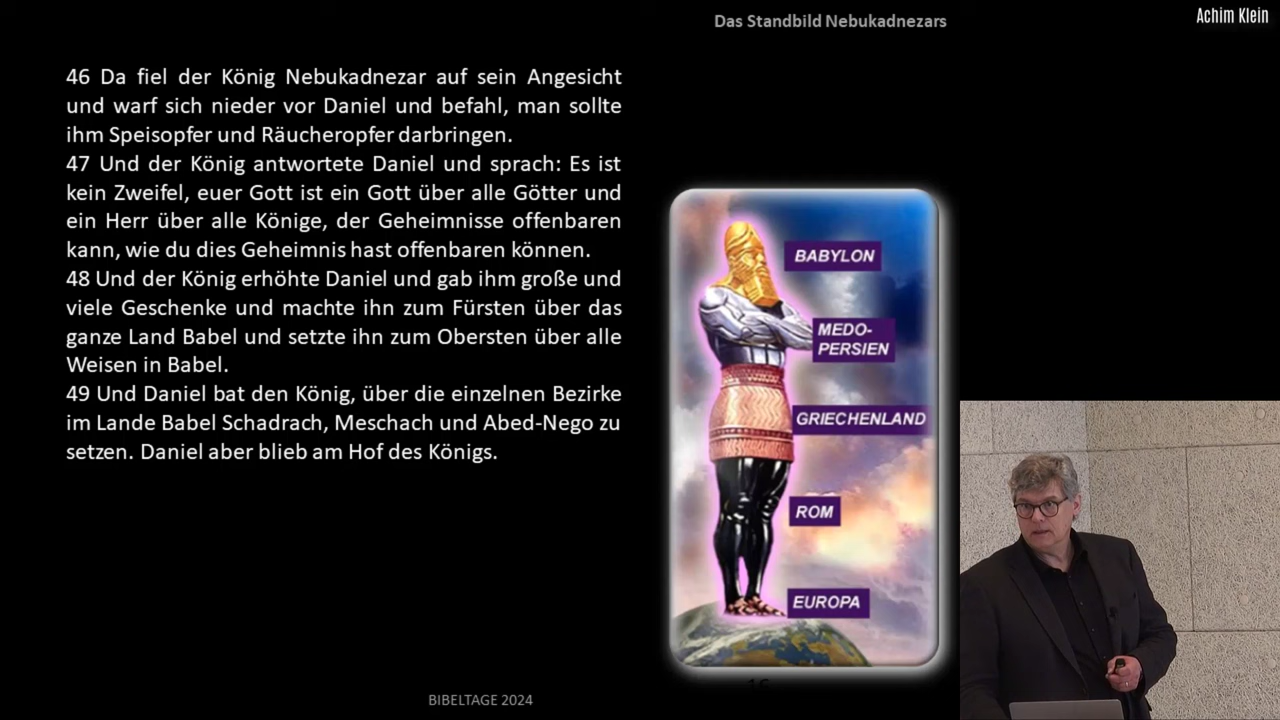 Das Standbild Nebukadnezars
Achim Klein
46 Da fiel der König Nebukadnezar auf sein Angesicht
und warf sich nieder vor Daniel und befahl, man sollte
ihm Speisopfer und Räucheropfer darbringen.
47 Und der König antwortete Daniel und sprach: Es ist
kein Zweifel, euer Gott ist ein Gott über alle Götter und
ein Herr über alle Könige, der Geheimnisse offenbaren
kann, wie du dies Geheimnis hast offenbaren können.
48 Und der König erhöhte Daniel und gab ihm große und
viele Geschenke und machte ihn zum Fürsten über das
ganze Land Babel und setzte ihn zum Obersten über alle
Weisen in Babel.
49 Und Daniel bat den König, über die einzelnen Bezirke
im Lande Babel Schadrach, Meschach und Abed-Nego zu
setzen. Daniel aber blieb am Hof des Königs.
BABYLON
MEDO-
PERSIEN
GRIECHENLAND
ROM
EUROPA
BIBELTAGE 2024